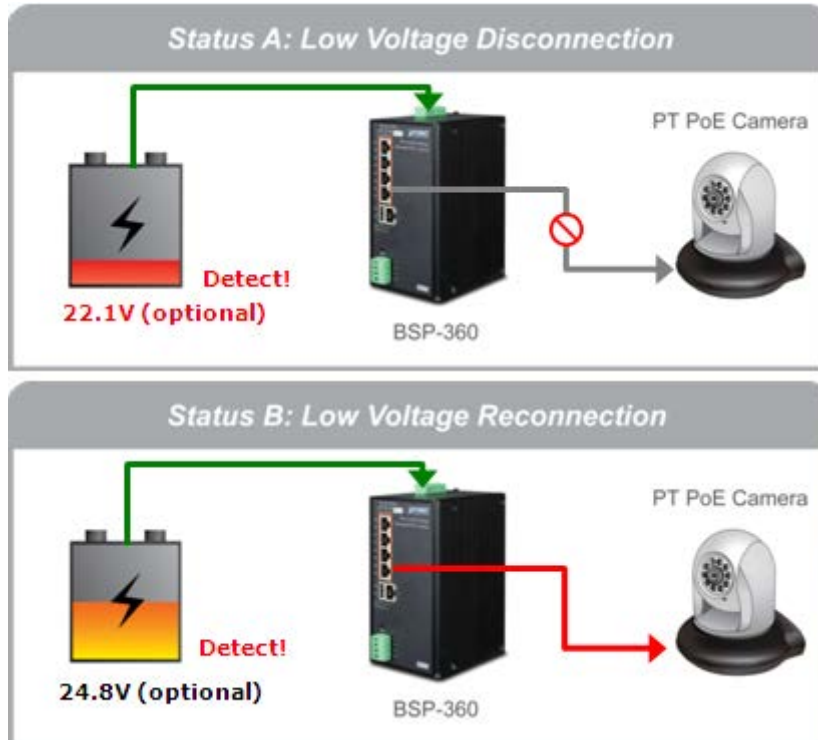 Status A: Low Voltage Disconnection
PT PoE Camera
Detect!
22.1V (optional)
BSP-360
Status B: Low Voltage Reconnection
PT PoE Camera
Detect!
24.8V (optional)
BSP-360